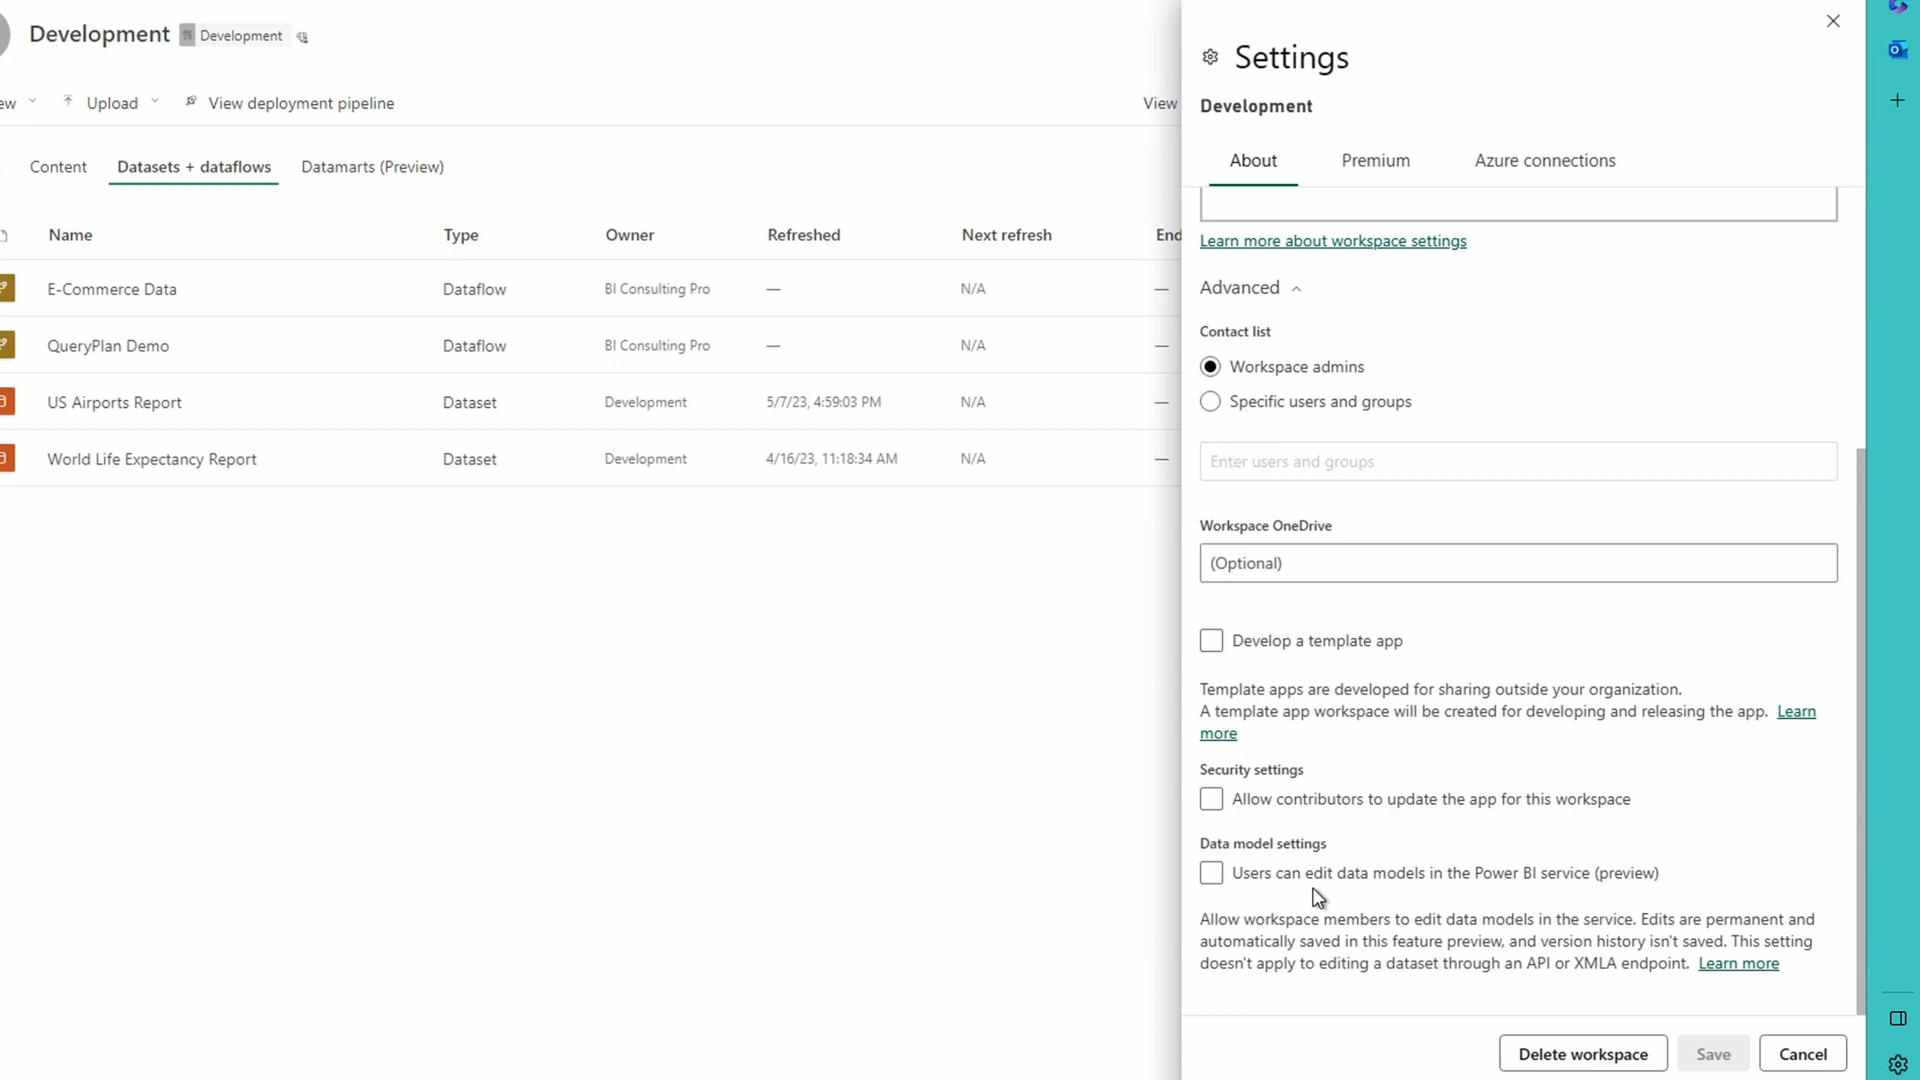 Development Development
Upload View deployment pipeline View
Content Datasets + dataflows Datamarts (Preview)
Name Type Owner Refreshed Next refresh End
E-Commerce Data Dataflow BI Consulting Pro — N/A —
QueryPlan Demo Dataflow BI Consulting Pro — N/A —
US Airports Report Dataset Development 5/7/23, 4:59:03 PM N/A —
World Life Expectancy Report Dataset Development 4/16/23, 11:18:34 AM N/A —
Settings
Development
About Premium Azure connections
Learn more about workspace settings
Advanced
Contact list
Workspace admins
Specific users and groups
Enter users and groups
Workspace OneDrive
(Optional)
Develop a template app
Template apps are developed for sharing outside your organization.
A template app workspace will be created for developing and releasing the app. Learn
more
Security settings
Allow contributors to update the app for this workspace
Data model settings
Users can edit data models in the Power BI service (preview)
Allow workspace members to edit data models in the service. Edits are permanent and
automatically saved in this feature preview, and version history isn't saved. This setting
doesn't apply to editing a dataset through an API or XMLA endpoint. Learn more
Delete workspace Save Cancel